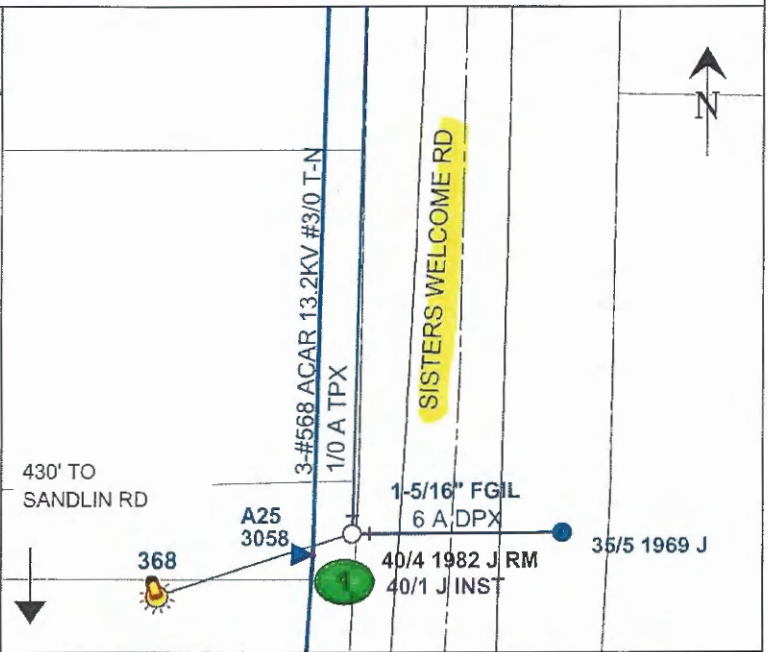 N
3-#568 ACAR 13.2KV #3/0 T-N
1/0 A TPX
SISTERS WELCOME RD
430' TO
SANDLIN RD
A25
3058
368
1-5/16" FGIL
6 A DPX
35/5 1969 J
40/4 1982 J RM
40/1 J INST
1